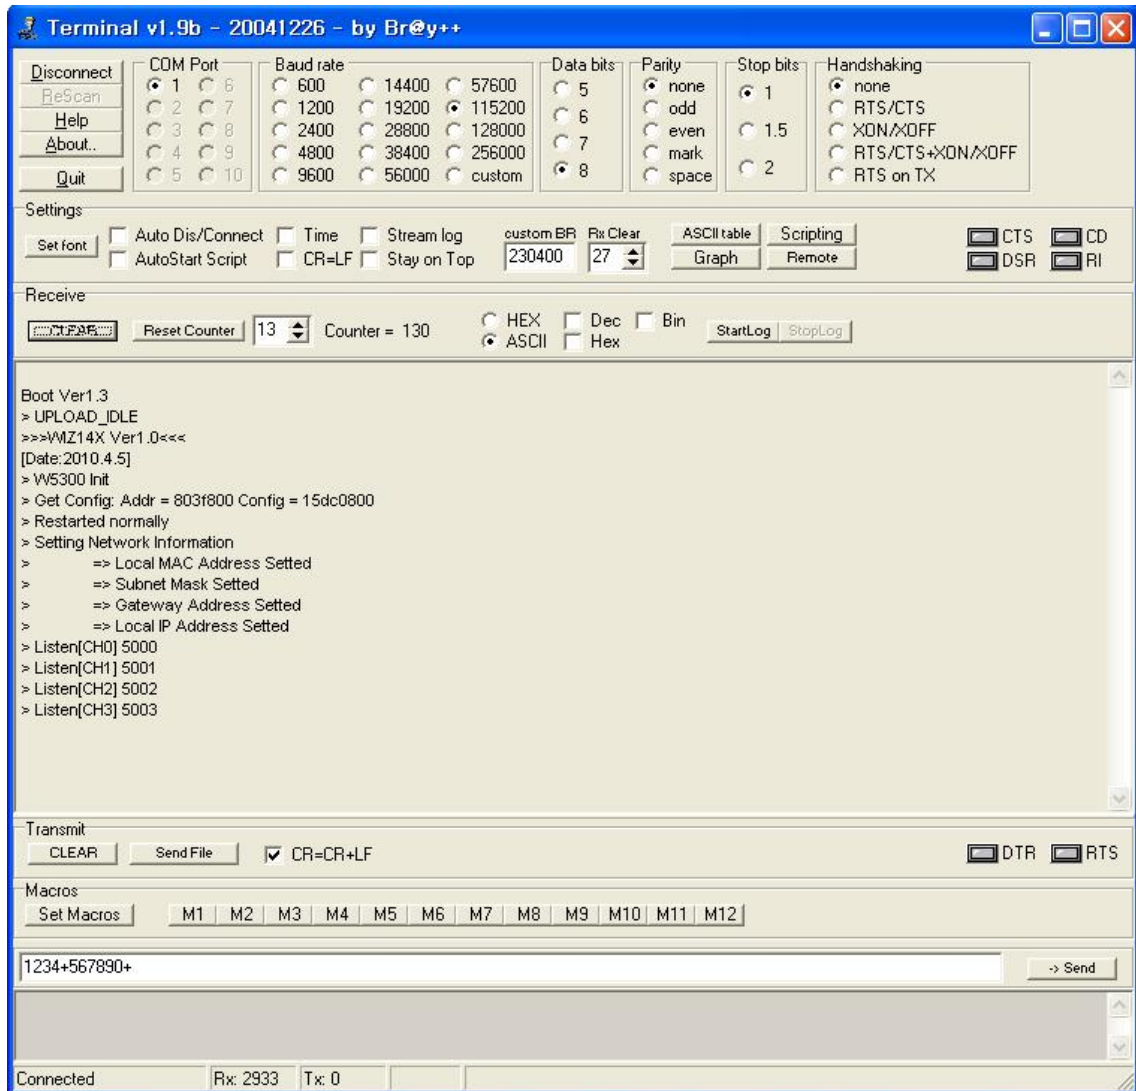 Terminal v1.9b - 20041226 - by Br@y++
Disconnect
ReScan
Help
About..
Quit
COM Port
1 6
2 7
3 8
4 9
5 10
Baud rate
600 14400 57600
1200 19200 115200
2400 28800 128000
4800 38400 256000
9600 56000 custom
Data bits
5
6
7
8
Parity
none
odd
even
mark
space
Stop bits
1
1.5
2
Handshaking
none
RTS/CTS
XON/XOFF
RTS/CTS+XON/XOFF
RTS on TX
Settings
Set font
Auto Dis/Connect Time Stream log
AutoStart Script CR=LF Stay on Top
custom BR Rx Clear
230400 27
ASCII table Scripting
Graph Remote
CTS CD
DSR RI
Receive
CLEAR Reset Counter 13 Counter = 130
HEX Dec Bin
ASCII Hex
StartLog StopLog
Boot Ver1.3
> UPLOAD_IDLE
>>>WIZ14X Ver1.0<<<
[Date:2010.4.5]
> W5300 Init
> Get Config: Addr = 803f800 Config = 15dc0800
> Restarted normally
> Setting Network Information
> => Local MAC Address Setted
> => Subnet Mask Setted
> => Gateway Address Setted
> => Local IP Address Setted
> Listen[CH0] 5000
> Listen[CH1] 5001
> Listen[CH2] 5002
> Listen[CH3] 5003
Transmit
CLEAR Send File CR=CR+LF DTR RTS
Macros
Set Macros M1 M2 M3 M4 M5 M6 M7 M8 M9 M10 M11 M12
1234+567890+
-> Send
Connected Rx: 2933 Tx: 0